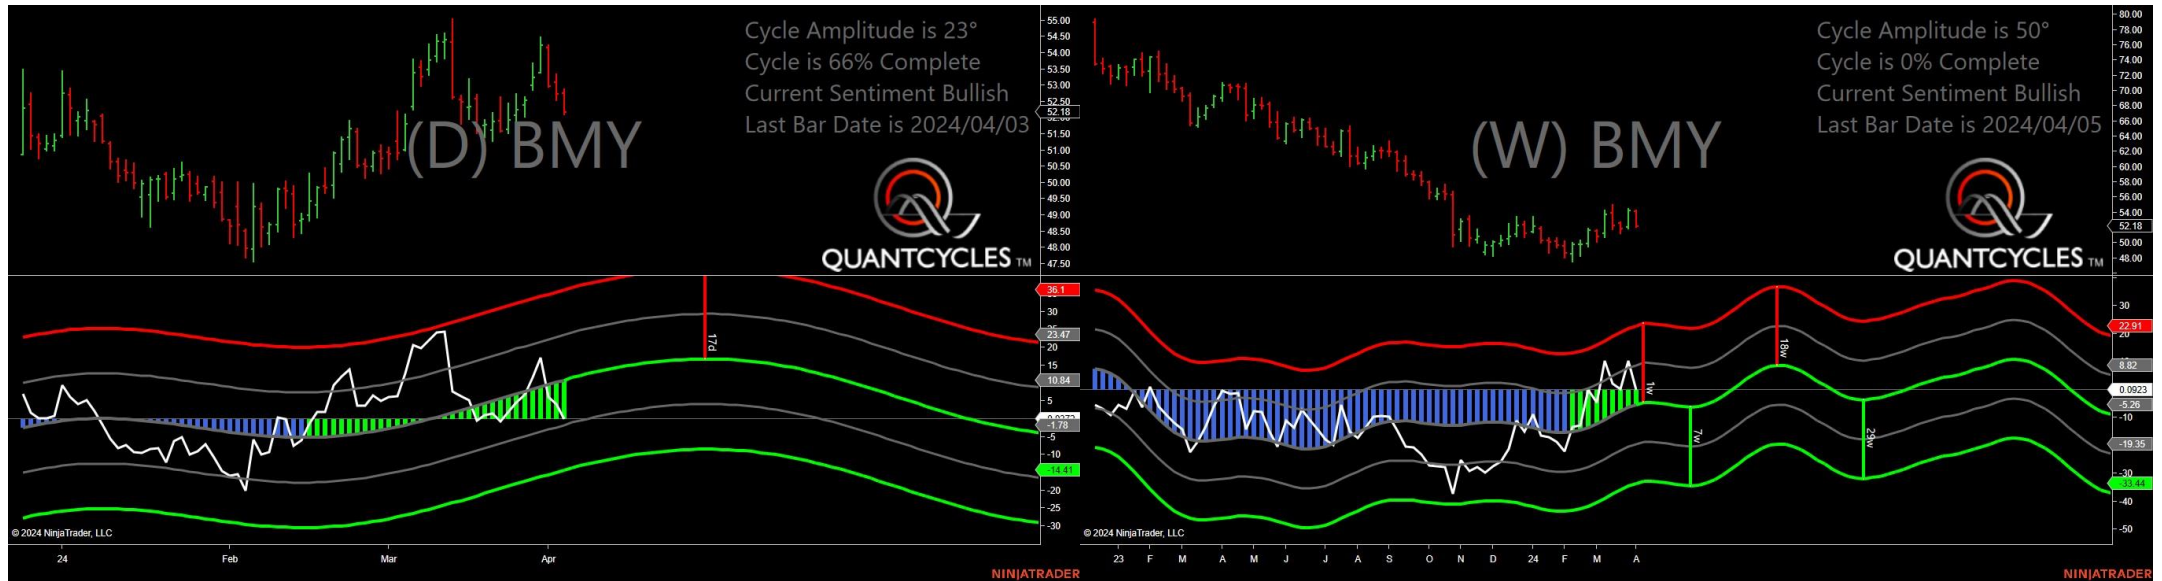 Cycle Amplitude is 23°
Cycle is 66% Complete
Current Sentiment Bullish
Last Bar Date is 2024/04/03
(D) BMY
QUANTCYCLES TM
55.00
54.50
54.00
53.50
53.00
52.50
52.18
51.50
51.00
50.50
50.00
49.50
49.00
48.50
48.00
47.50
36.1
30
23.47
20
15
10.84
5
-1.78
-5
-10
-14.41
-20
-25
-30
17d
© 2024 NinjaTrader, LLC
24 Feb Mar Apr
NINJATRADER
Cycle Amplitude is 50°
Cycle is 0% Complete
Current Sentiment Bullish
Last Bar Date is 2024/04/05
(W) BMY
QUANTCYCLES TM
80.00
78.00
76.00
74.00
72.00
70.00
68.00
66.00
64.00
62.00
60.00
58.00
56.00
54.00
52.18
50.00
48.00
30
22.91
8.82
0.0923
-5.26
-10
-19.35
-30
-33.44
-40
-50
1w
7w
18w
29w
© 2024 NinjaTrader, LLC
23 F M A M J J A S O N D 24 F M A
NINJATRADER